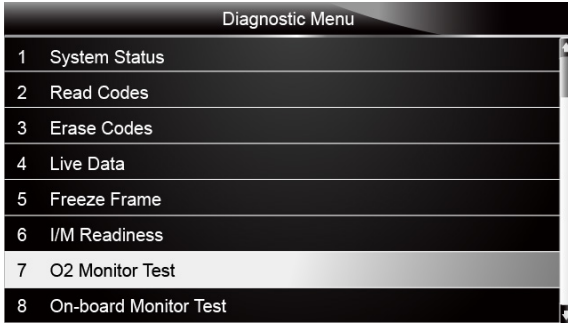 Diagnostic Menu
1 System Status
2 Read Codes
3 Erase Codes
4 Live Data
5 Freeze Frame
6 I/M Readiness
7 O2 Monitor Test
8 On-board Monitor Test